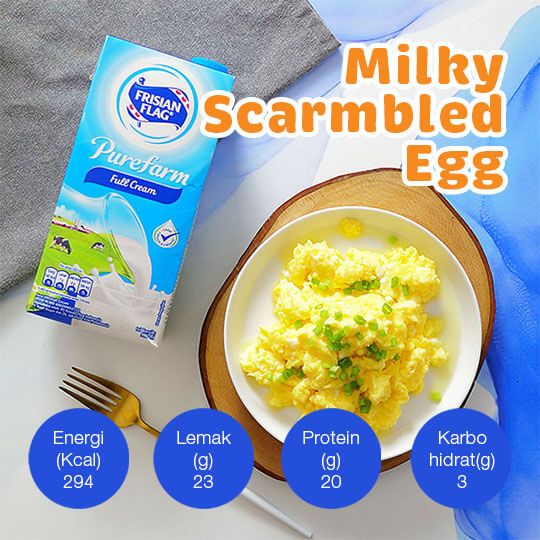 Milky
Scarmbled
Egg
FRISIAN
FLAG
Purefarm
Full Cream
Energi
(Kcal)
294
Lemak
(g)
23
Protein
(g)
20
Karbo
hidrat(g)
3